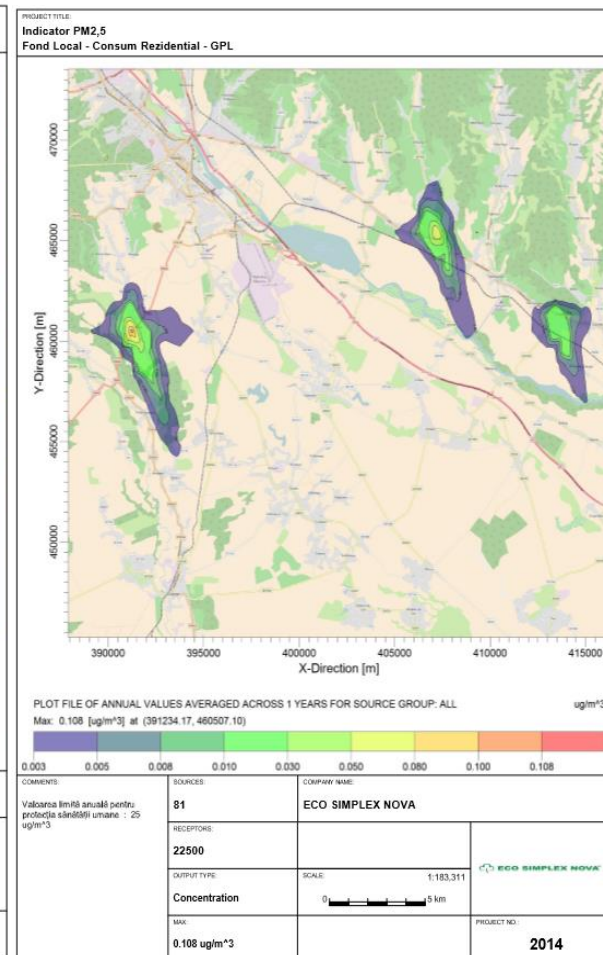 PROJECT TITLE:
Indicator PM2,5
Fond Local - Consum Rezidential - GPL
Y-Direction [m]
470000
465000
460000
455000
450000
390000 395000 400000 405000 410000 415000
X-Direction [m]
PLOT FILE OF ANNUAL VALUES AVERAGED ACROSS 1 YEARS FOR SOURCE GROUP: ALL
ug/m^3
Max: 0.108 [ug/m^3] at (391234.17, 460507.10)
0.003 0.005 0.008 0.010 0.030 0.050 0.080 0.100 0.108
COMMENTS:
Valoarea limită anuală pentru
protecţia sănătăţii umane : 25
ug/m^3
SOURCES:
81
COMPANY NAME:
ECO SIMPLEX NOVA
RECEPTORS:
22500
OUTPUT TYPE:
Concentration
SCALE:
1:183,311
0 5 km
ECO SIMPLEX NOVA
MAX:
0.108 ug/m^3
PROJECT NO.:
2014